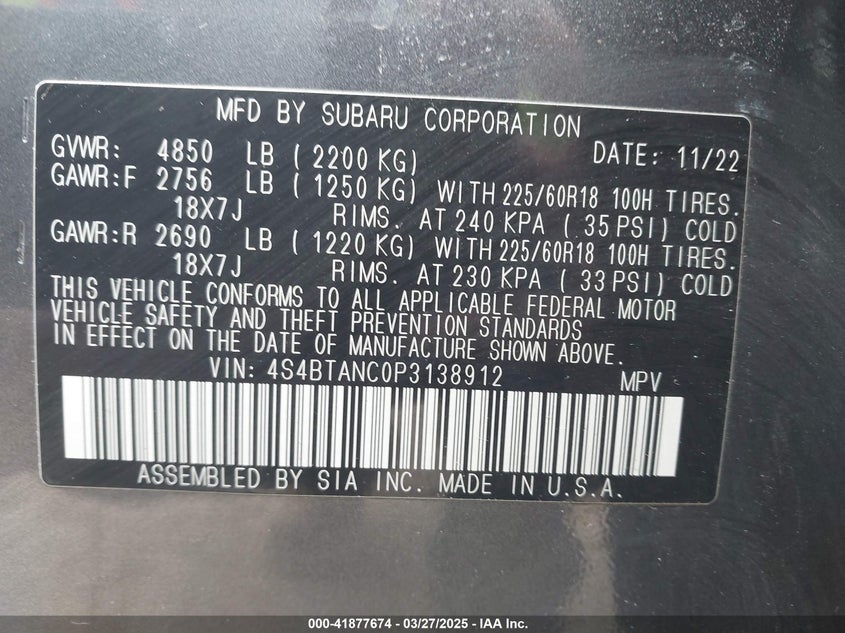 MFD BY SUBARU CORPORATION
GVWR: 4850 LB ( 2200 KG) DATE: 11/22
GAWR:F 2756 LB ( 1250 KG) WITH 225/60R18 100H TIRES.
18X7J RIMS. AT 240 KPA ( 35 PSI) COLD
GAWR:R 2690 LB ( 1220 KG) WITH 225/60R18 100H TIRES.
18X7J RIMS. AT 230 KPA ( 33 PSI) COLD
THIS VEHICLE CONFORMS TO ALL APPLICABLE FEDERAL MOTOR
VEHICLE SAFETY AND THEFT PREVENTION STANDARDS
IN EFFECT ON THE DATE OF MANUFACTURE SHOWN ABOVE.
VIN: 4S4BTANC0P3138912 MPV
ASSEMBLED BY SIA INC. MADE IN U.S.A.
000-41877674 - 03/27/2025 - IAA Inc.